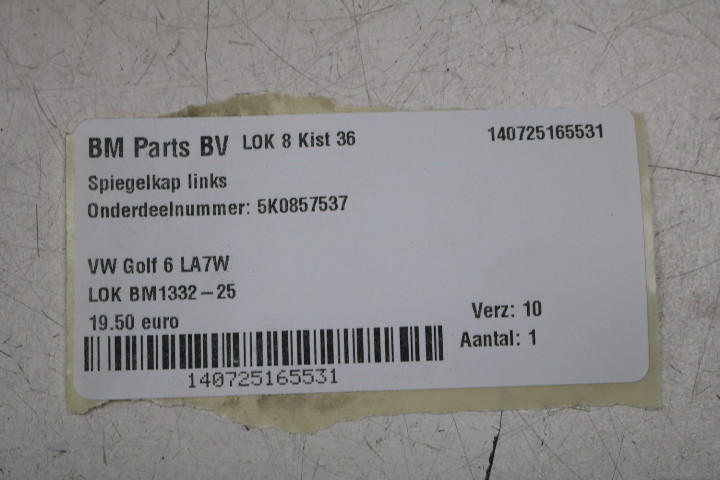 BM Parts BV LOK 8 Kist 36 140725165531
Spiegelkap links
Onderdeelnummer: 5K0857537
VW Golf 6 LA7W
LOK BM1332-25
19.50 euro
Verz: 10
Aantal: 1
140725165531